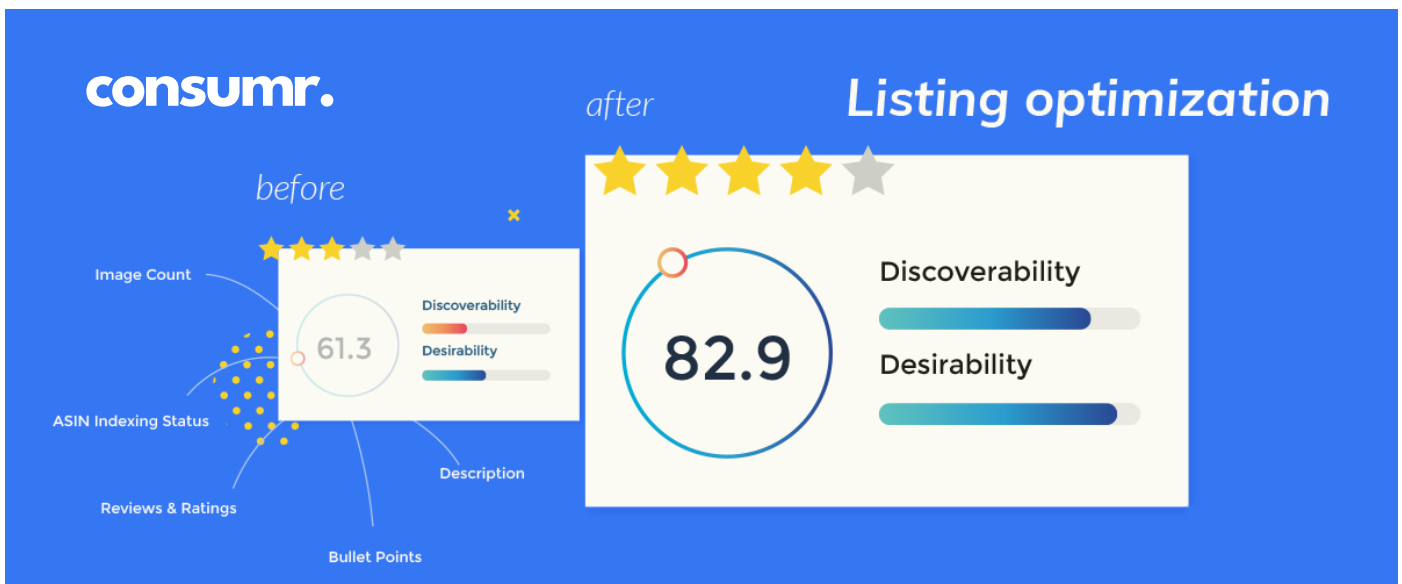 consumr.
Listing optimization
before
Image Count
ASIN Indexing Status
Reviews & Ratings
Bullet Points
Description
61.3
Discoverability
Desirability
after
82.9
Discoverability
Desirability